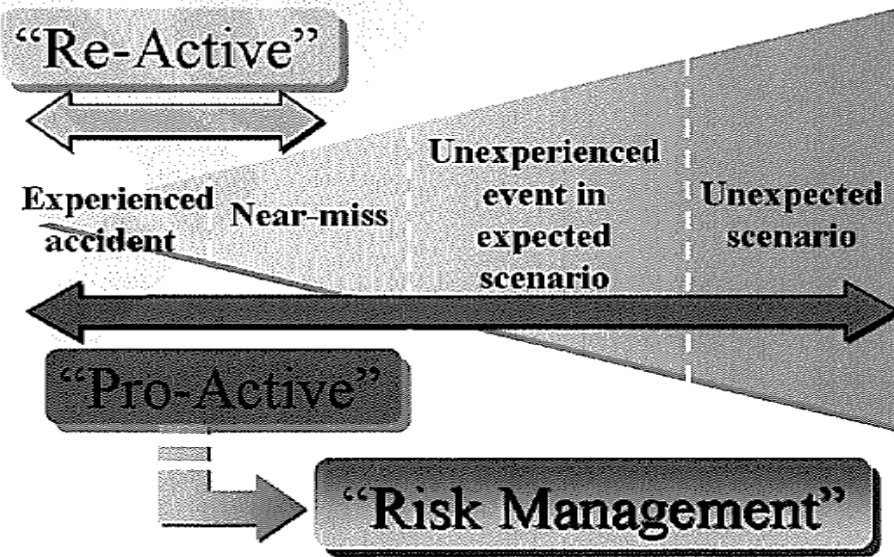 “Re-Active”
Experienced
accident
Near-miss
Unexperienced
event in
expected
scenario
Unexpected
scenario
“Pro-Active”
“Risk Management”